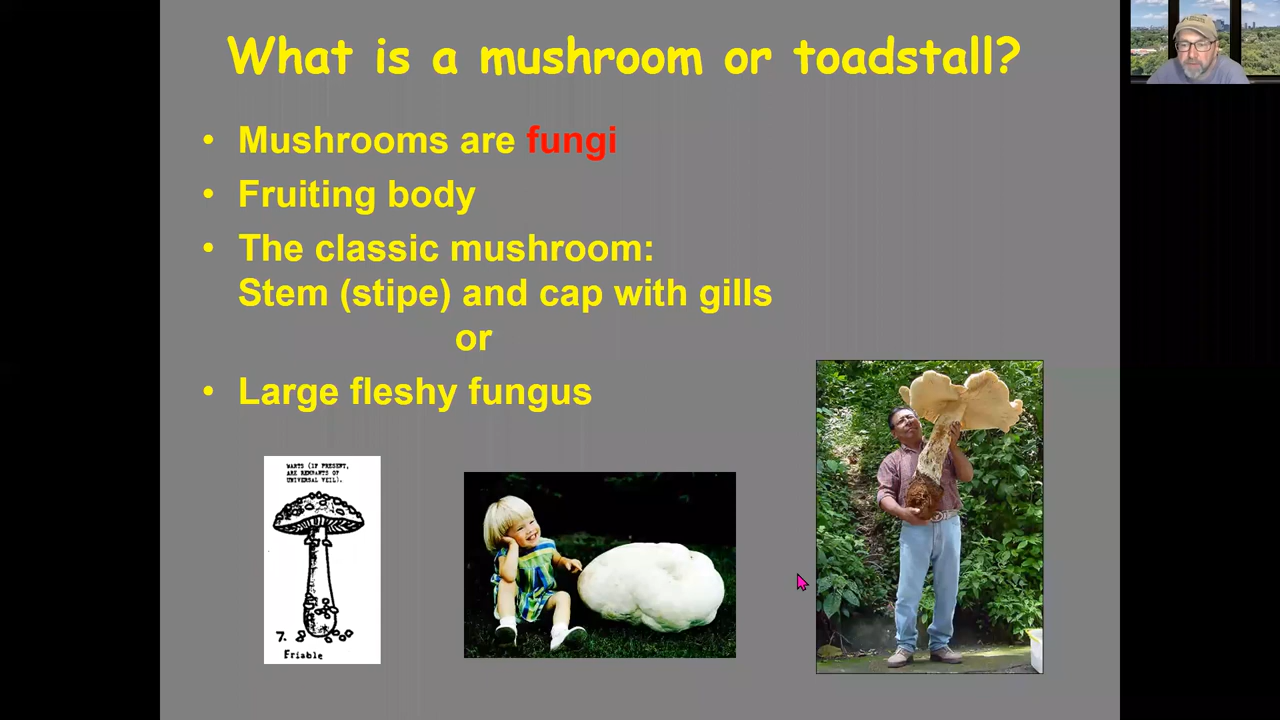 What is a mushroom or toadstall?
• Mushrooms are fungi
• Fruiting body
• The classic mushroom:
Stem (stipe) and cap with gills
or
• Large fleshy fungus
WARTS (IF PRESENT,
ARE REMNANTS OF
UNIVERSAL VEIL).
7.
Friable